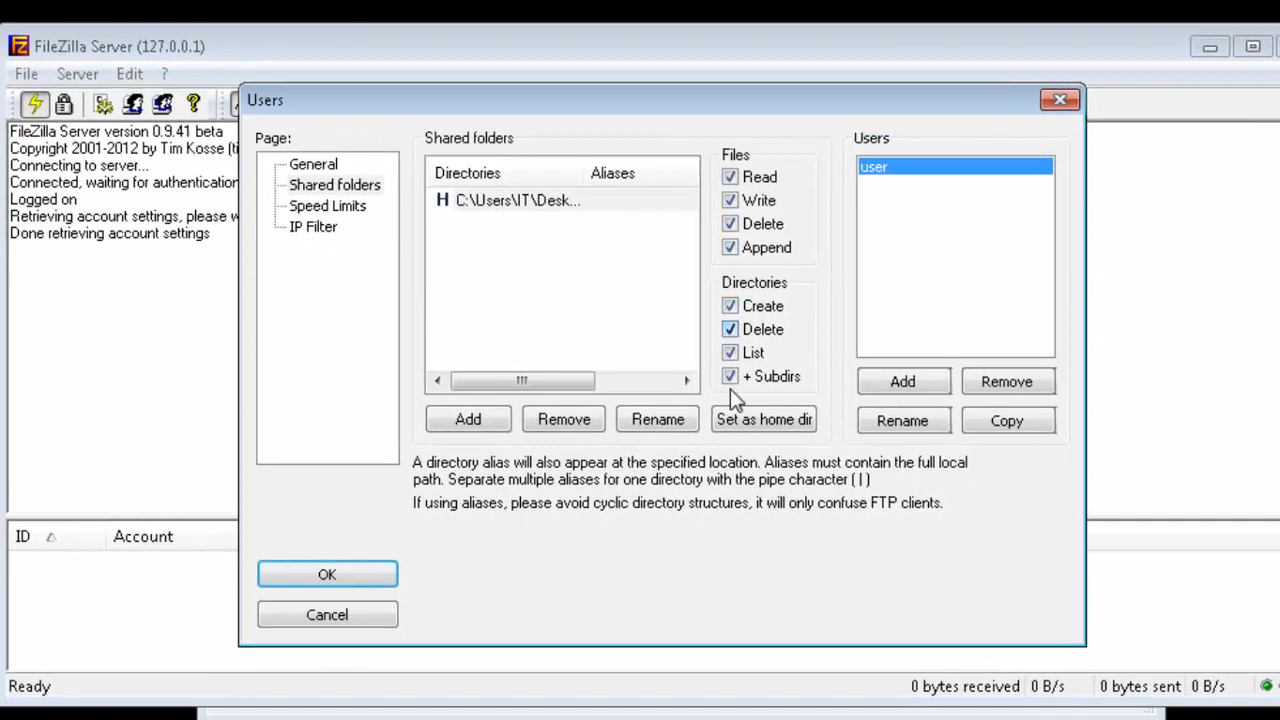 FileZilla Server (127.0.0.1)
File Server Edit ?
FileZilla Server version 0.9.41 beta
Copyright 2001-2012 by Tim Kosse (ti
Connecting to server...
Connected, waiting for authentication
Logged on
Retrieving account settings, please w
Done retrieving account settings
Users
Page:
General
Shared folders
Speed Limits
IP Filter
Shared folders
Directories Aliases
H C:\Users\IT\Desk...
Add Remove Rename
Files
Read
Write
Delete
Append
Directories
Create
Delete
List
+ Subdirs
Set as home dir
Users
user
Add Remove
Rename Copy
A directory alias will also appear at the specified location. Aliases must contain the full local
path. Separate multiple aliases for one directory with the pipe character ( | )
If using aliases, please avoid cyclic directory structures, it will only confuse FTP clients.
OK
Cancel
ID Account
Ready 0 bytes received 0 B/s 0 bytes sent 0 B/s